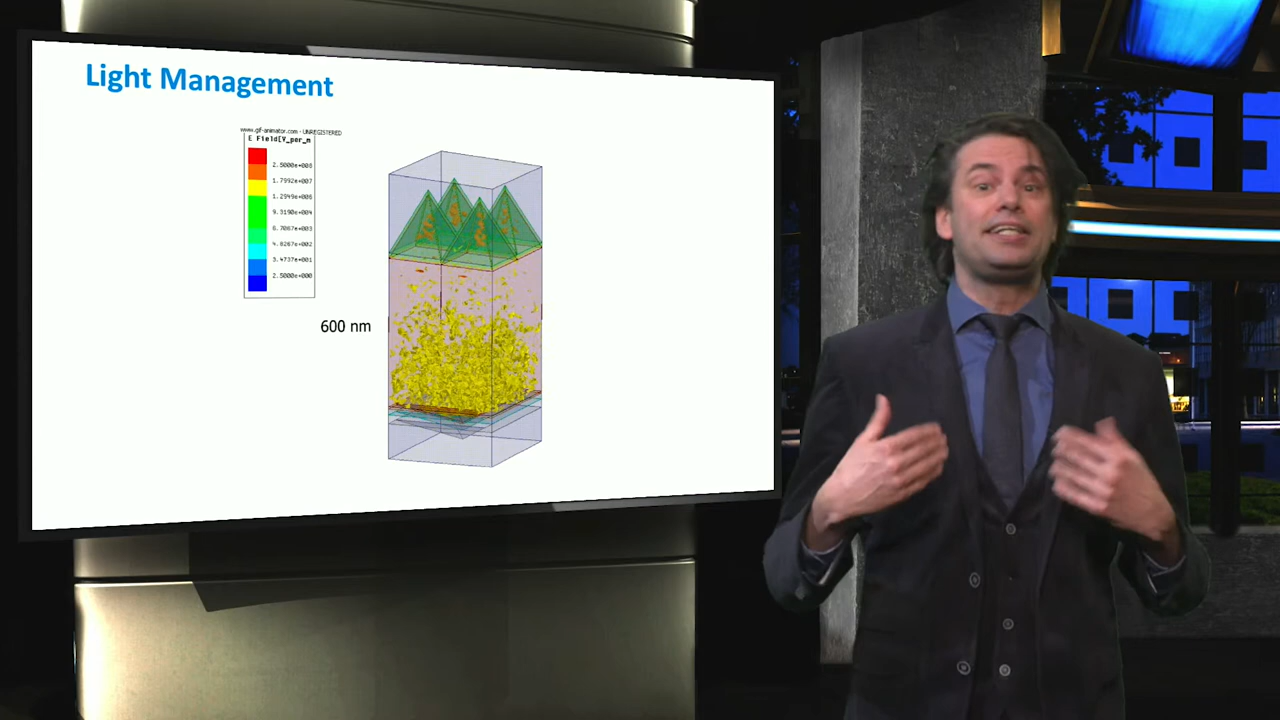 Light Management
www.gif-animator.com - UNREGISTERED
E Field[V_per_m
2.5000e+008
1.7992e+007
1.2949e+006
9.3190e+004
6.7067e+003
4.8267e+002
3.4737e+001
2.5000e+000
600 nm